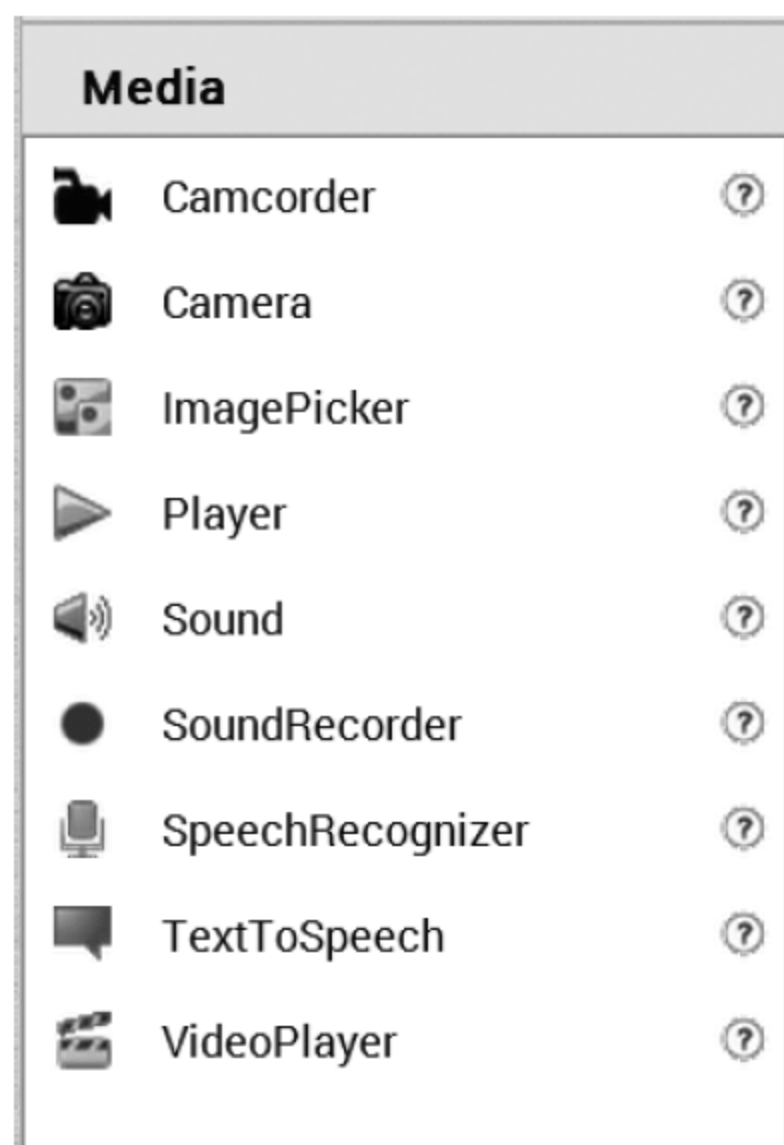 Media
Camcorder ?
Camera ?
ImagePicker ?
Player ?
Sound ?
SoundRecorder ?
SpeechRecognizer ?
TextToSpeech ?
VideoPlayer ?